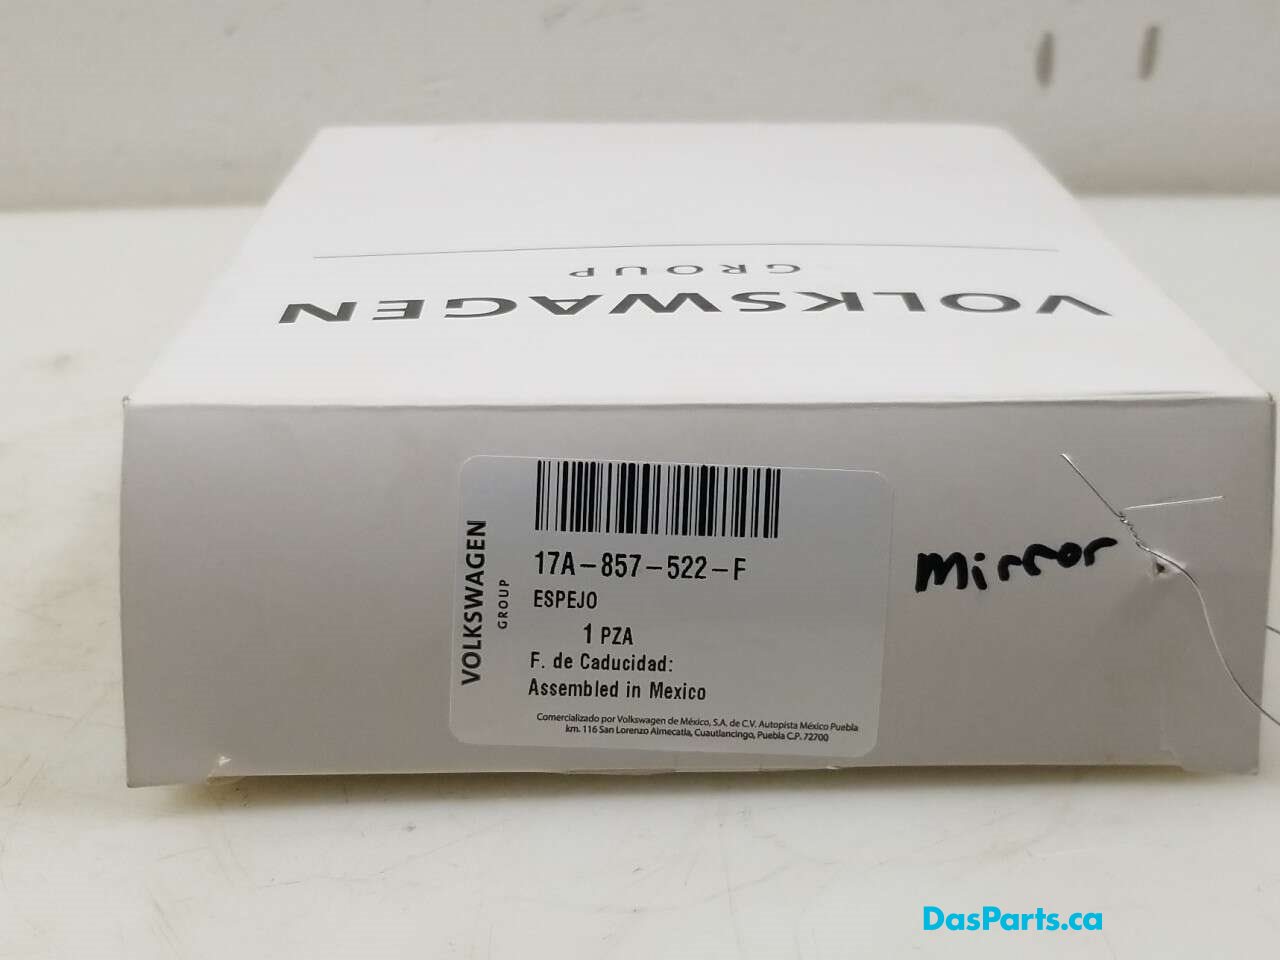 GROUP
VOLKSWAGEN
VOLKSWAGEN
GROUP
17A-857-522-F
ESPEJO
1 PZA
F. de Caducidad:
Assembled in Mexico
Comercializado por Volkswagen de México, S.A. de C.V. Autopista México Puebla
km. 116 San Lorenzo Almecatla, Cuautlancingo, Puebla C.P. 72700
Mirror
DasParts.ca